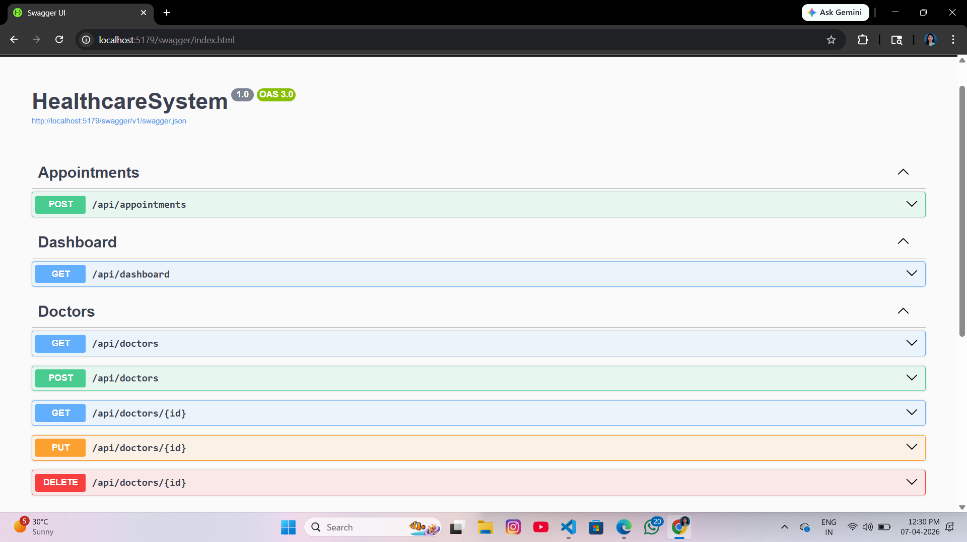 Swagger UI
Ask Gemini
localhost:5179/swagger/index.html
HealthcareSystem 1.0 OAS 3.0
http://localhost:5179/swagger/v1/swagger.json
Appointments
POST /api/appointments
Dashboard
GET /api/dashboard
Doctors
GET /api/doctors
POST /api/doctors
GET /api/doctors/{id}
PUT /api/doctors/{id}
DELETE /api/doctors/{id}
5
30°C
Sunny
Search
20
ENG
IN
12:30 PM
07-04-2026